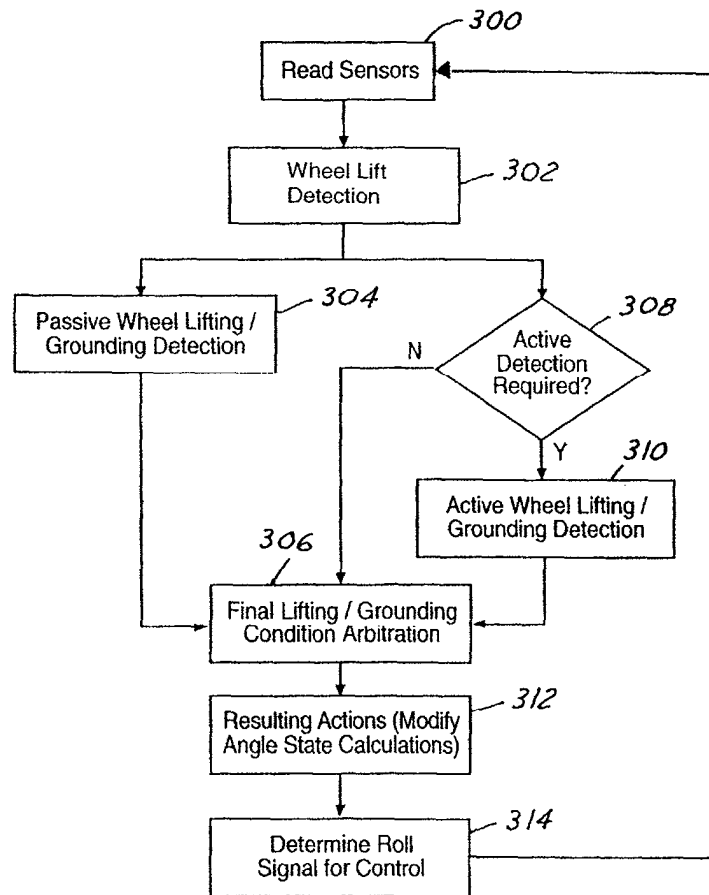 300
Read Sensors
Wheel Lift
Detection
302
304
Passive Wheel Lifting /
Grounding Detection
308
Active
Detection
Required?
N
Y
310
Active Wheel Lifting /
Grounding Detection
306
Final Lifting / Grounding
Condition Arbitration
312
Resulting Actions (Modify
Angle State Calculations)
314
Determine Roll
Signal for Control